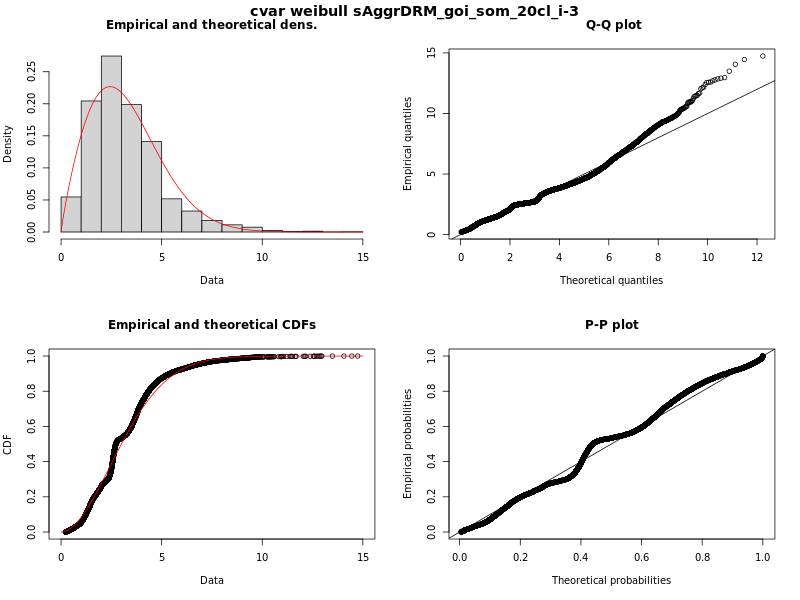 cvar weibull sAggrDRM_goi_som_20cl_i-3
Empirical and theoretical dens.
Density
0.00 0.05 0.10 0.15 0.20 0.25
0 5 10 15
Data
Q-Q plot
Empirical quantiles
0 5 10 15
0 2 4 6 8 10 12
Theoretical quantiles
Empirical and theoretical CDFs
CDF
0.0 0.2 0.4 0.6 0.8 1.0
0 5 10 15
Data
P-P plot
Empirical probabilities
0.0 0.2 0.4 0.6 0.8 1.0
0.0 0.2 0.4 0.6 0.8 1.0
Theoretical probabilities